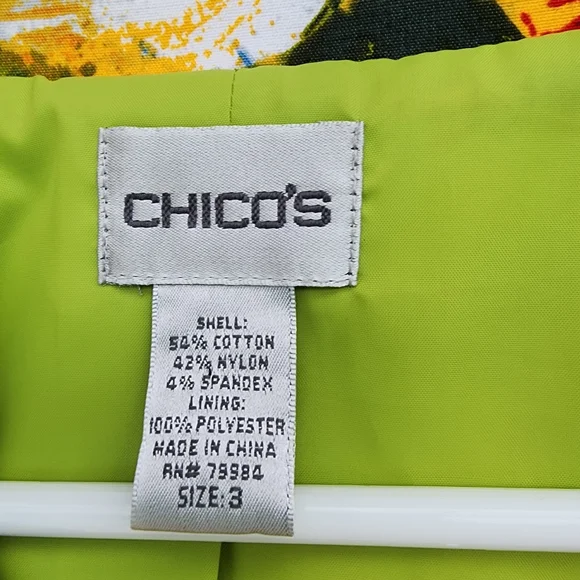 CHICO'S
SHELL:
54% COTTON
42% NYLON
4% SPANDEX
LINING:
100% POLYESTER
MADE IN CHINA
RN# 79984
SIZE: 3